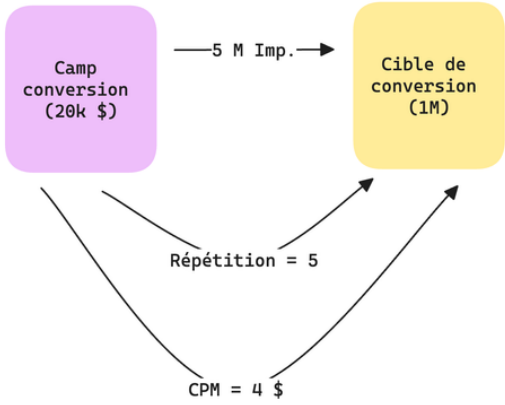 Camp
conversion
(20k $)
5 M Imp.
Cible de
conversion
(1M)
Répétition = 5
CPM = 4 $